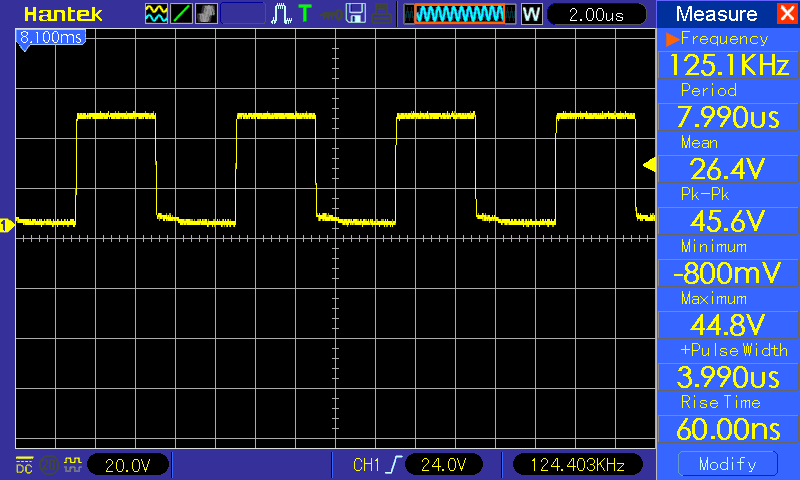 Hantek T W 2.00us Measure
8.100ms
Frequency
125.1KHz
Period
7.990us
Mean
26.4V
Pk-Pk
45.6V
Minimum
-800mV
Maximum
44.8V
+Pulse Width
3.990us
Rise Time
60.00ns
1
DC 20.0V CH1 24.0V 124.403KHz Modify